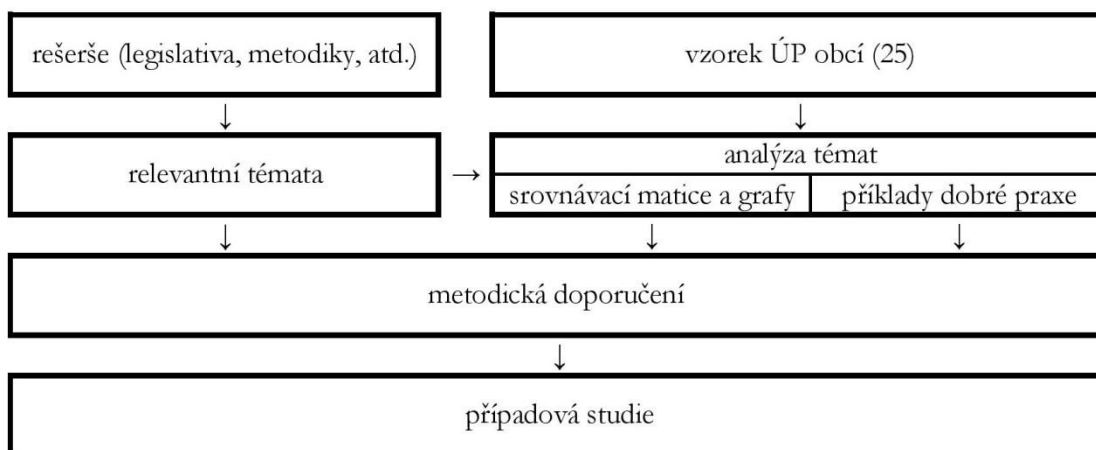 rešerše (legislativa, metodiky, atd.)
vzorek ÚP obcí (25)
↓
↓
relevantní témata
→
analýza témat
srovnávací matice a grafy
příklady dobré praxe
↓
↓
↓
metodická doporučení
↓
případová studie